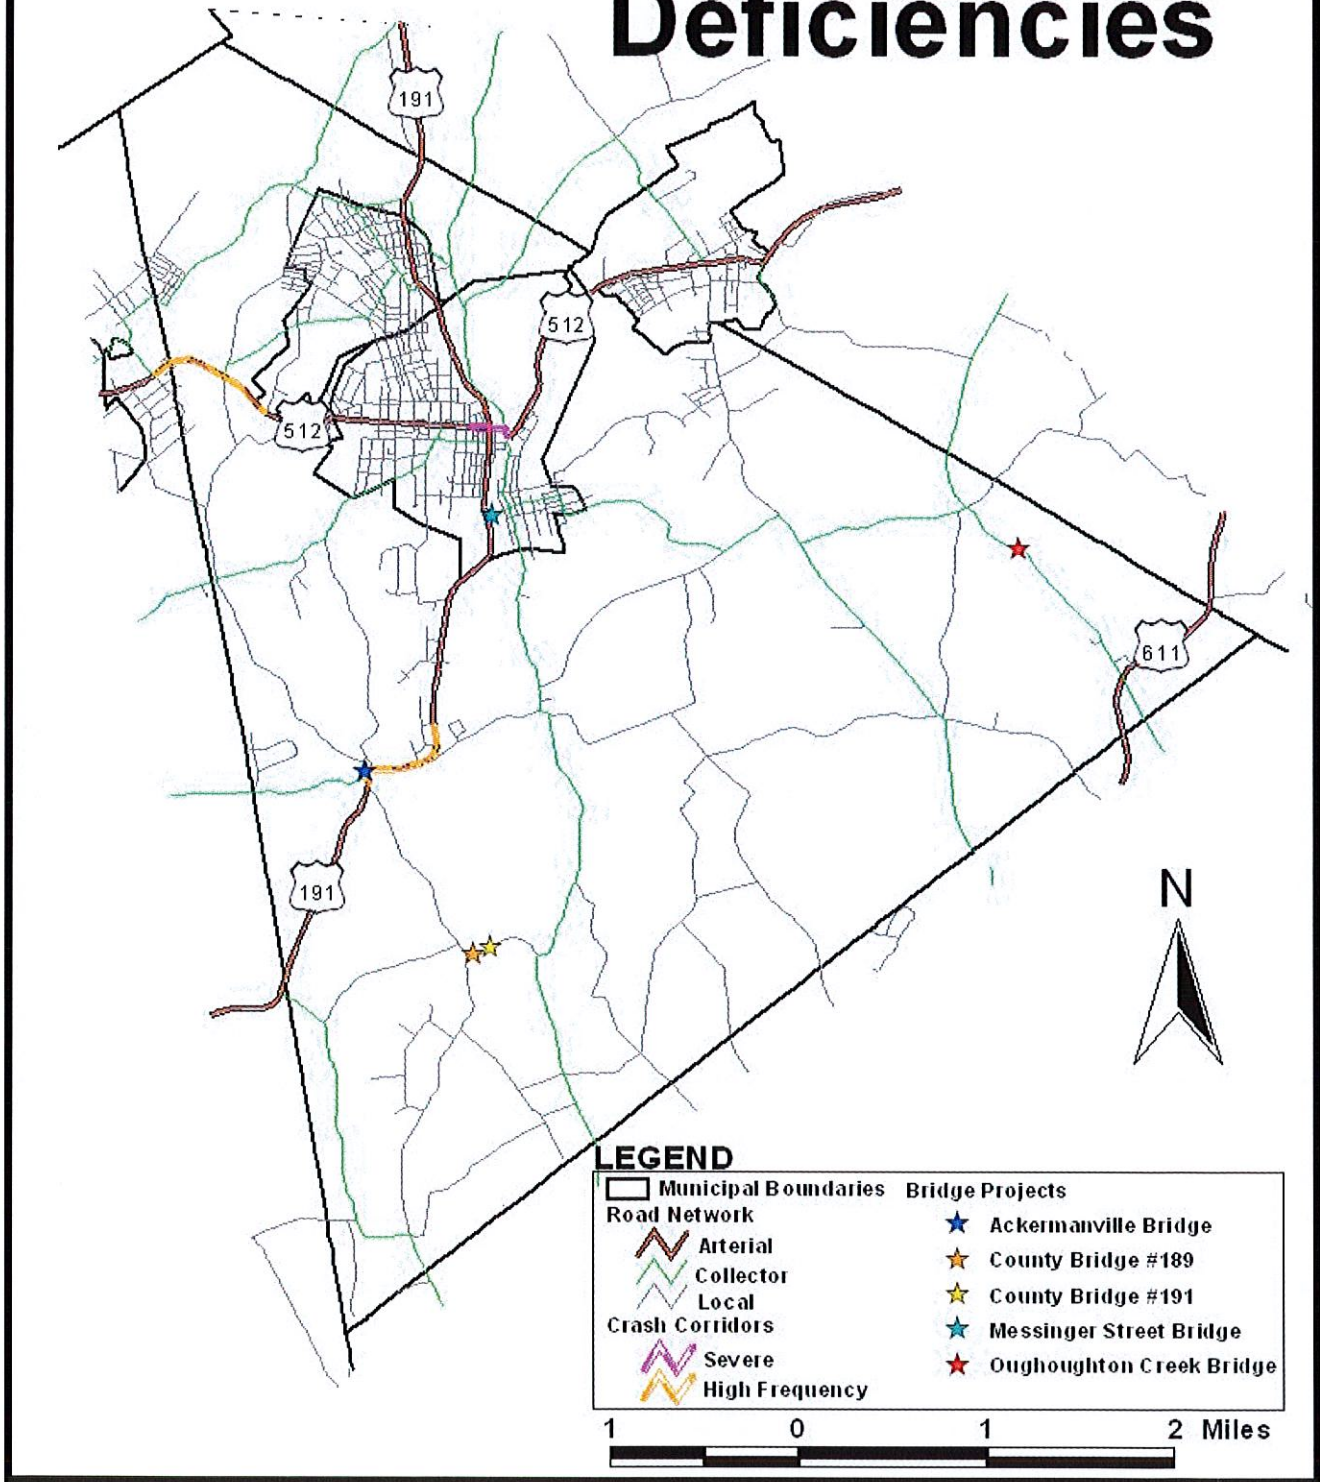 Deficiencies
191
512
512
611
191
N
LEGEND
Municipal Boundaries
Road Network
Arterial
Collector
Local
Crash Corridors
Severe
High Frequency
Bridge Projects
Ackermanville Bridge
County Bridge #189
County Bridge #191
Messinger Street Bridge
Oughoughton Creek Bridge
1 0 1 2 Miles